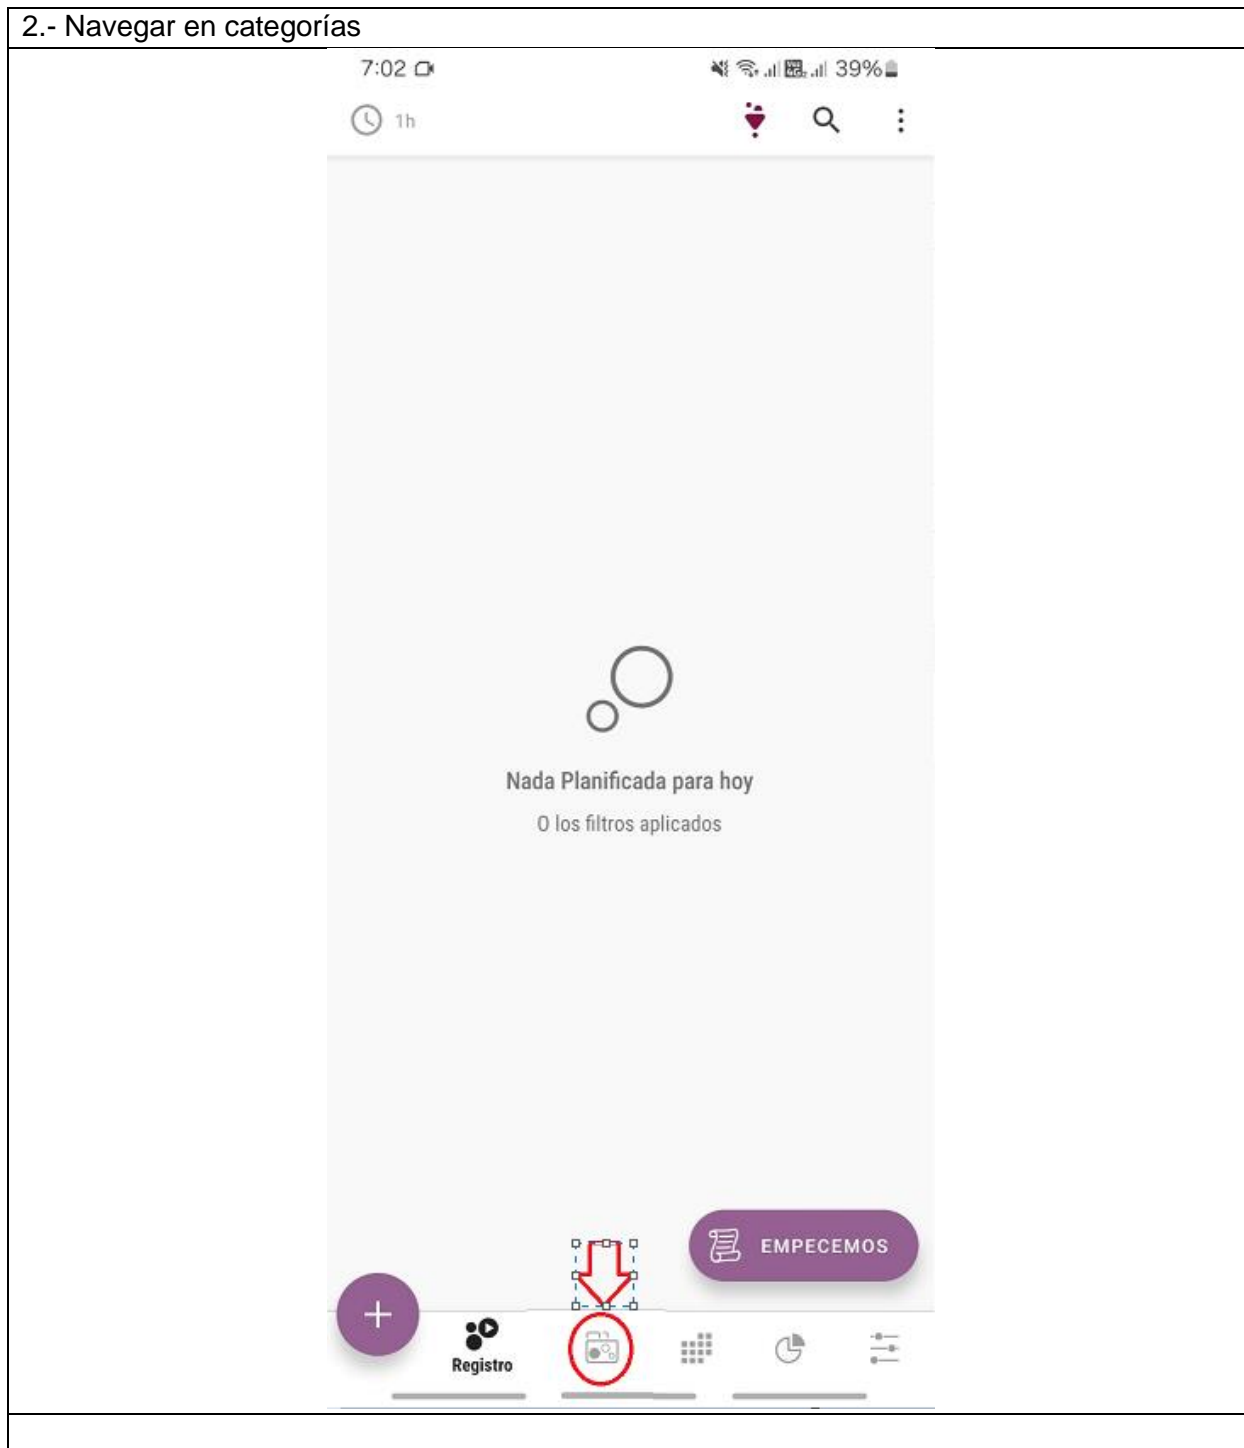 2.- Navegar en categorías
7:02 39%
1h
Nada Planificada para hoy
O los filtros aplicados
EMPECEMOS
Registro